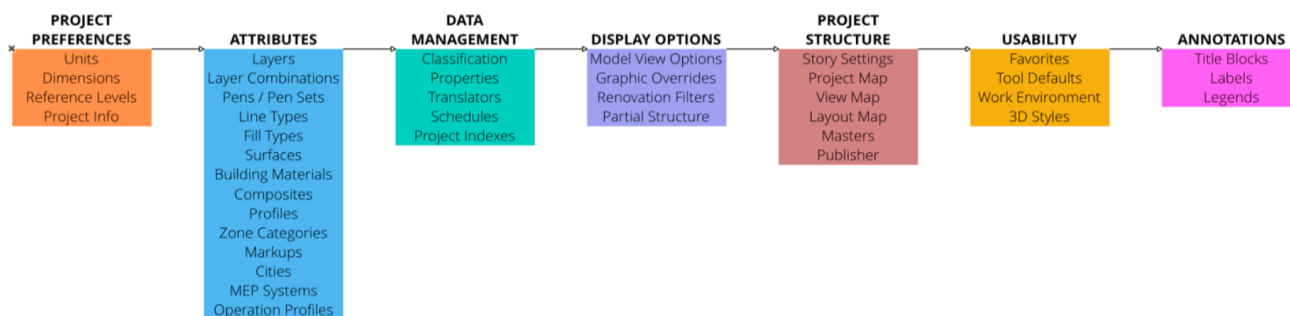 PROJECT
PREFERENCES
Units
Dimensions
Reference Levels
Project Info
ATTRIBUTES
Layers
Layer Combinations
Pens / Pen Sets
Line Types
Fill Types
Surfaces
Building Materials
Composites
Profiles
Zone Categories
Markups
Cities
MEP Systems
Operation Profiles
DATA
MANAGEMENT
Classification
Properties
Translators
Schedules
Project Indexes
DISPLAY OPTIONS
Model View Options
Graphic Overrides
Renovation Filters
Partial Structure
PROJECT
STRUCTURE
Story Settings
Project Map
View Map
Layout Map
Masters
Publisher
USABILITY
Favorites
Tool Defaults
Work Environment
3D Styles
ANNOTATIONS
Title Blocks
Labels
Legends